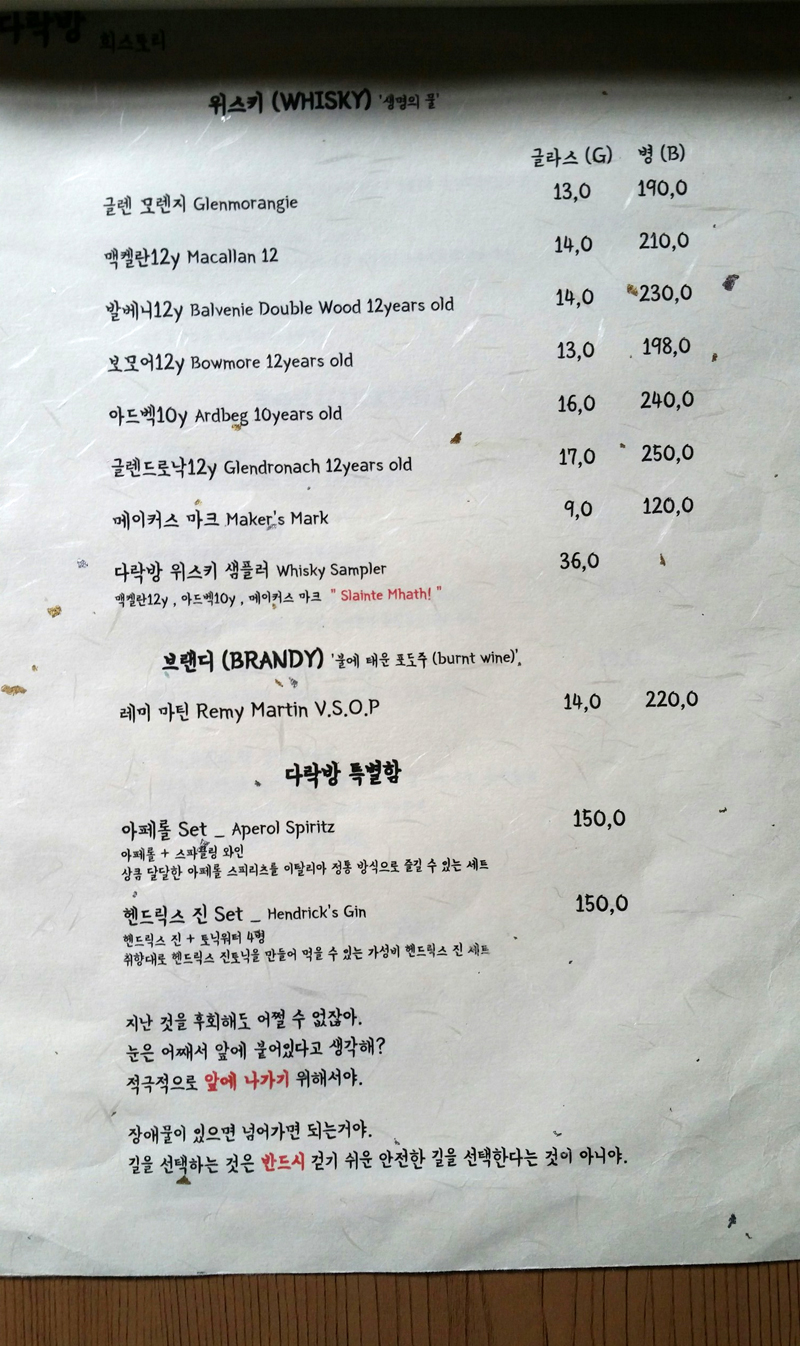 다락방 희스토리
위스키 (WHISKY) '생명의 물'
글라스 (G) 병 (B)
글렌 모렌지 Glenmorangie 13,0 190,0
맥켈란12y Macallan 12 14,0 210,0
발베니12y Balvenie Double Wood 12years old 14,0 230,0
보모어12y Bowmore 12years old 13,0 198,0
아드벡10y Ardbeg 10years old 16,0 240,0
글렌드로낙12y Glendronach 12years old 17,0 250,0
메이커스 마크 Maker's Mark 9,0 120,0
다락방 위스키 샘플러 Whisky Sampler 36,0
맥켈란12y , 아드벡10y , 메이커스 마크 " Slainte Mhath! "
브랜디 (BRANDY) '불에 태운 포도주 (burnt wine)'
레미 마틴 Remy Martin V.S.O.P 14,0 220,0
다락방 특별함
아페롤 Set _ Aperol Spiritz 150,0
아페롤 + 스파클링 와인
상큼 달달한 아페롤 스피리츠를 이탈리아 정통 방식으로 즐길 수 있는 세트
헨드릭스 진 Set _ Hendrick's Gin 150,0
헨드릭스 진 + 토닉워터 4병
취향대로 헨드릭스 진토닉을 만들어 먹을 수 있는 가성비 헨드릭스 진 세트
지난 것을 후회해도 어쩔 수 없잖아.
눈은 어째서 앞에 붙어있다고 생각해?
적극적으로 앞에 나가기 위해서야.
장애물이 있으면 넘어가면 되는거야.
길을 선택하는 것은 반드시 걷기 쉬운 안전한 길을 선택한다는 것이 아니야.